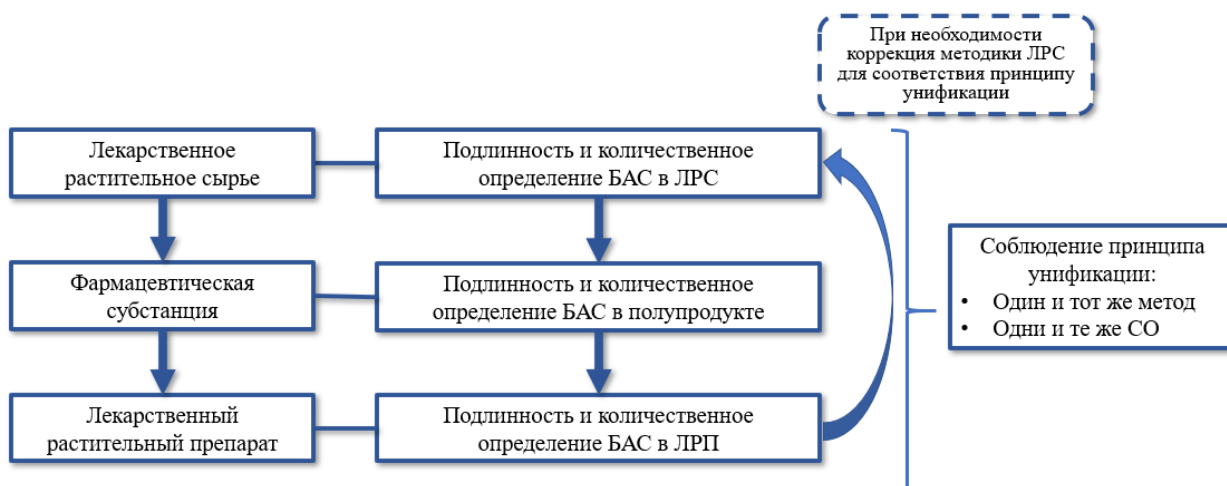 При необходимости
коррекция методики ЛРС
для соответствия принципу
унификации
Лекарственное
растительное сырье
Подлинность и количественное
определение БАС в ЛРС
Фармацевтическая
субстанция
Подлинность и количественное
определение БАС в полупродукте
Соблюдение принципа
унификации:
• Один и тот же метод
• Одни и те же СО
Лекарственный
растительный препарат
Подлинность и количественное
определение БАС в ЛРП